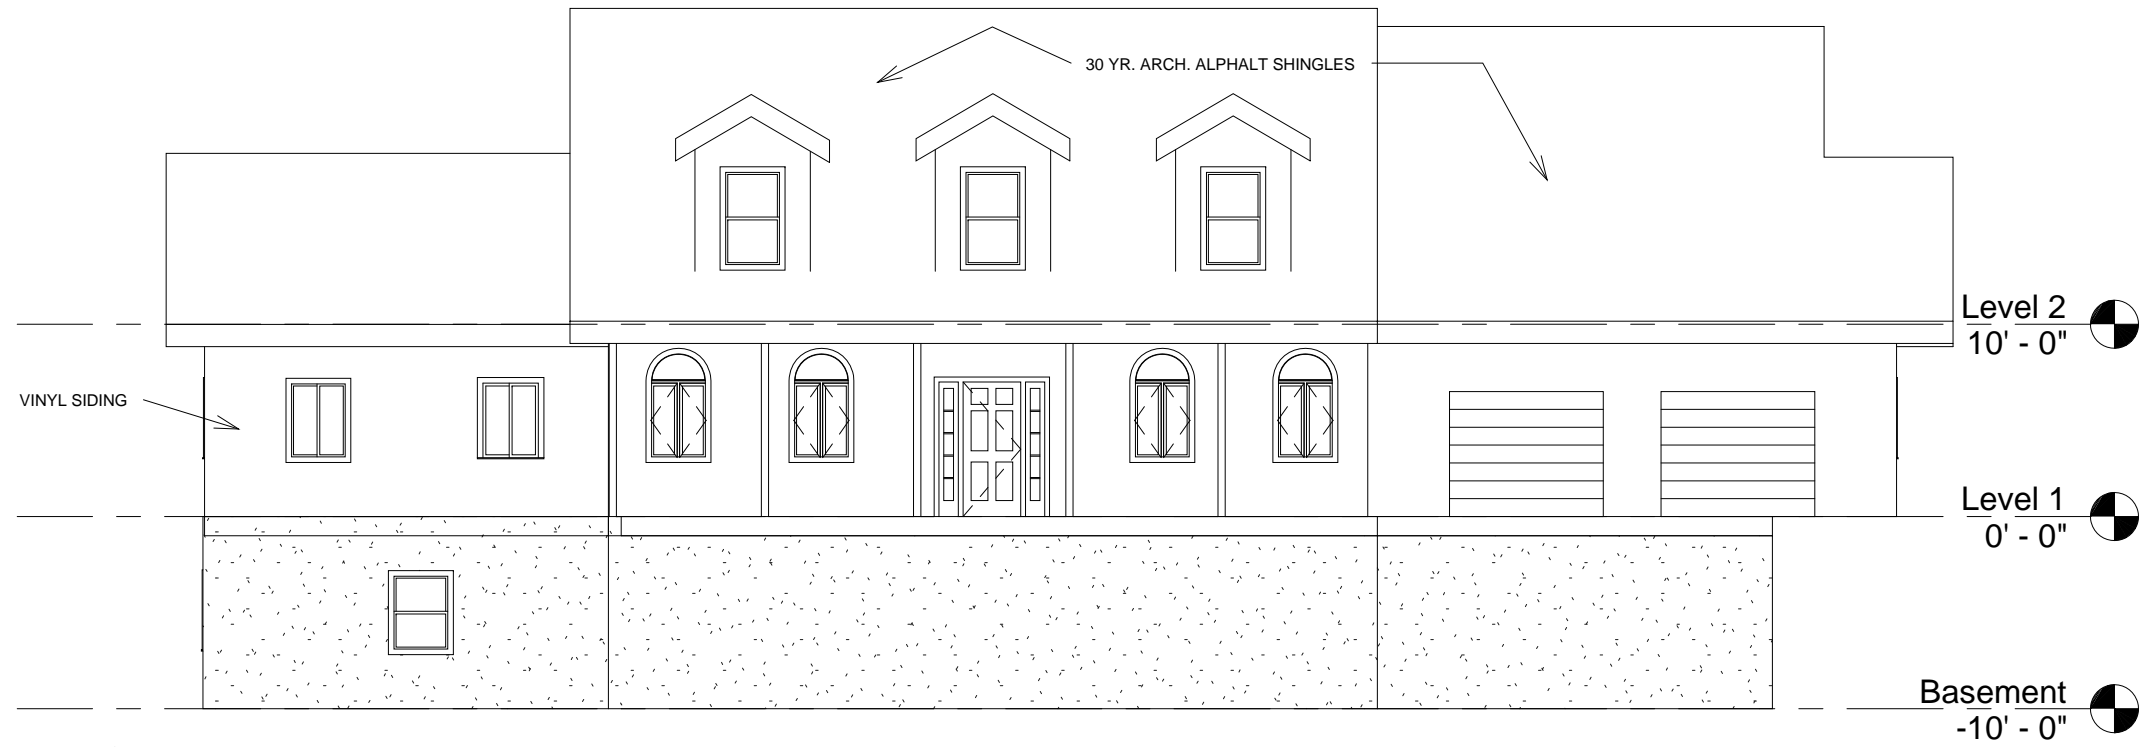 30 YR. ARCH. ALPHALT SHINGLES
Level 2
10' - 0"
VINYL SIDING
Level 1
0' - 0"
Basement
-10' - 0"